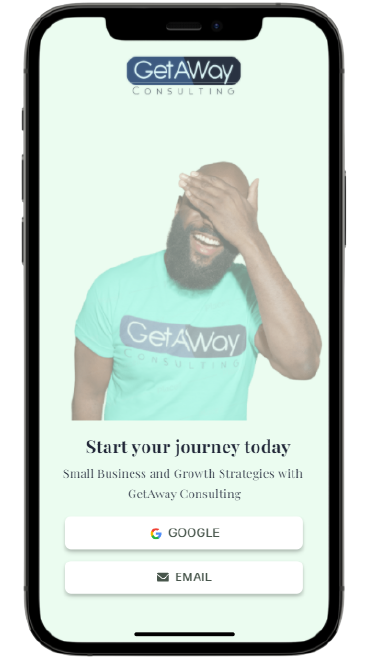 GetAWay
CONSULTING
GetAWay
CONSULTING
Start your journey today
Small Business and Growth Strategies with
GetAway Consulting
GOOGLE
EMAIL